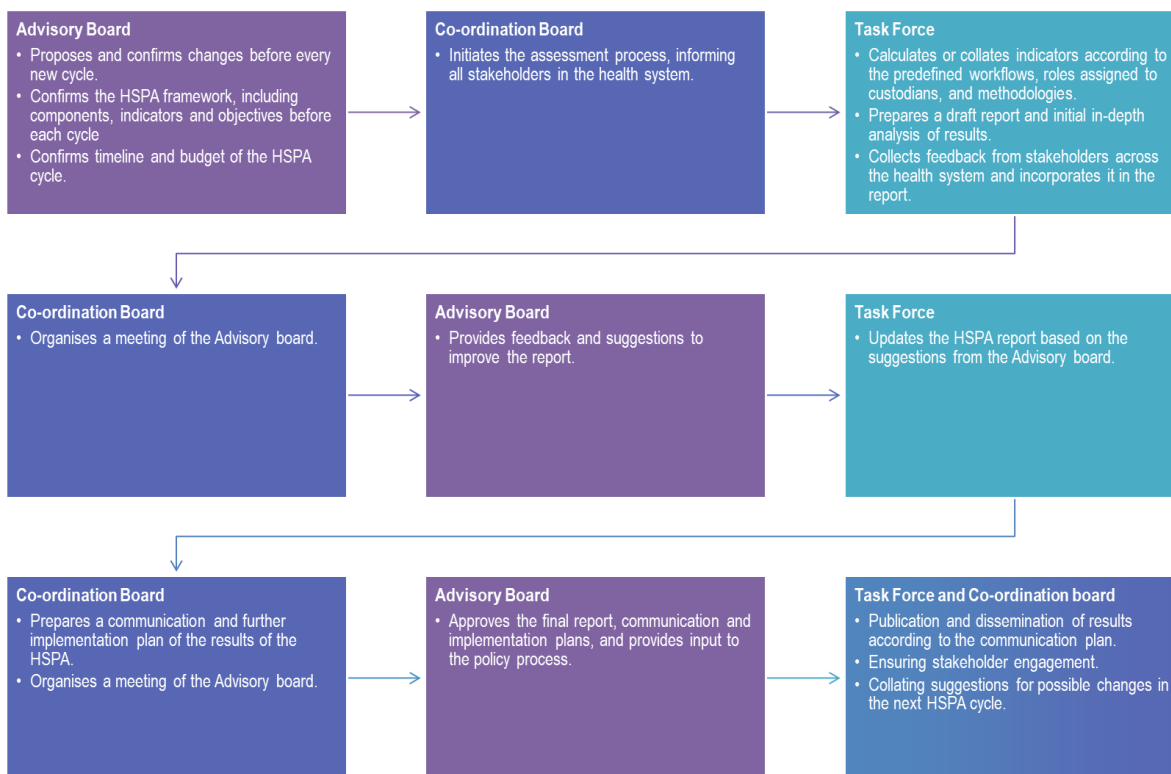 Advisory Board
• Proposes and confirms changes before every
new cycle.
• Confirms the HSPA framework, including
components, indicators and objectives before
each cycle
• Confirms timeline and budget of the HSPA
cycle.
Co-ordination Board
• Initiates the assessment process, informing
all stakeholders in the health system.
Task Force
• Calculates or collates indicators according to
the predefined workflows, roles assigned to
custodians, and methodologies.
• Prepares a draft report and initial in-depth
analysis of results.
• Collects feedback from stakeholders across
the health system and incorporates it in the
report.
Co-ordination Board
• Organises a meeting of the Advisory board.
Advisory Board
• Provides feedback and suggestions to
improve the report.
Task Force
• Updates the HSPA report based on the
suggestions from the Advisory board.
Co-ordination Board
• Prepares a communication and further
implementation plan of the results of the
HSPA.
• Organises a meeting of the Advisory board.
Advisory Board
• Approves the final report, communication and
implementation plans, and provides input to
the policy process.
Task Force and Co-ordination board
• Publication and dissemination of results
according to the communication plan.
• Ensuring stakeholder engagement.
• Collating suggestions for possible changes in
the next HSPA cycle.